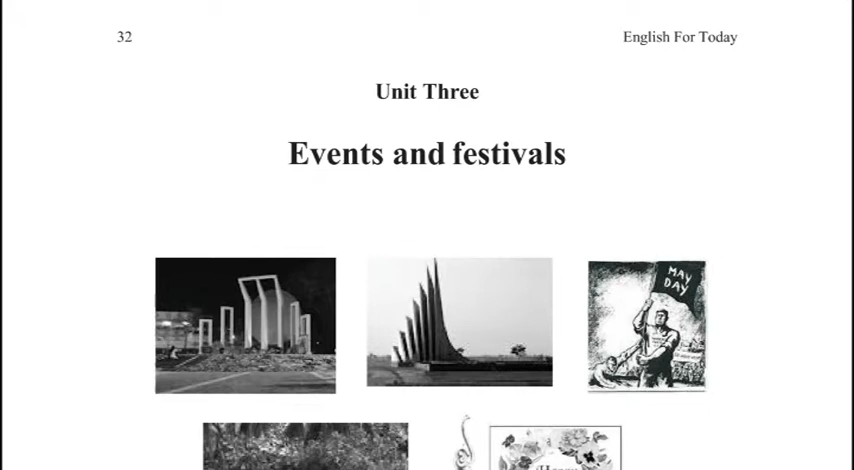 32
English For Today
Unit Three
Events and festivals
MAY
DAY